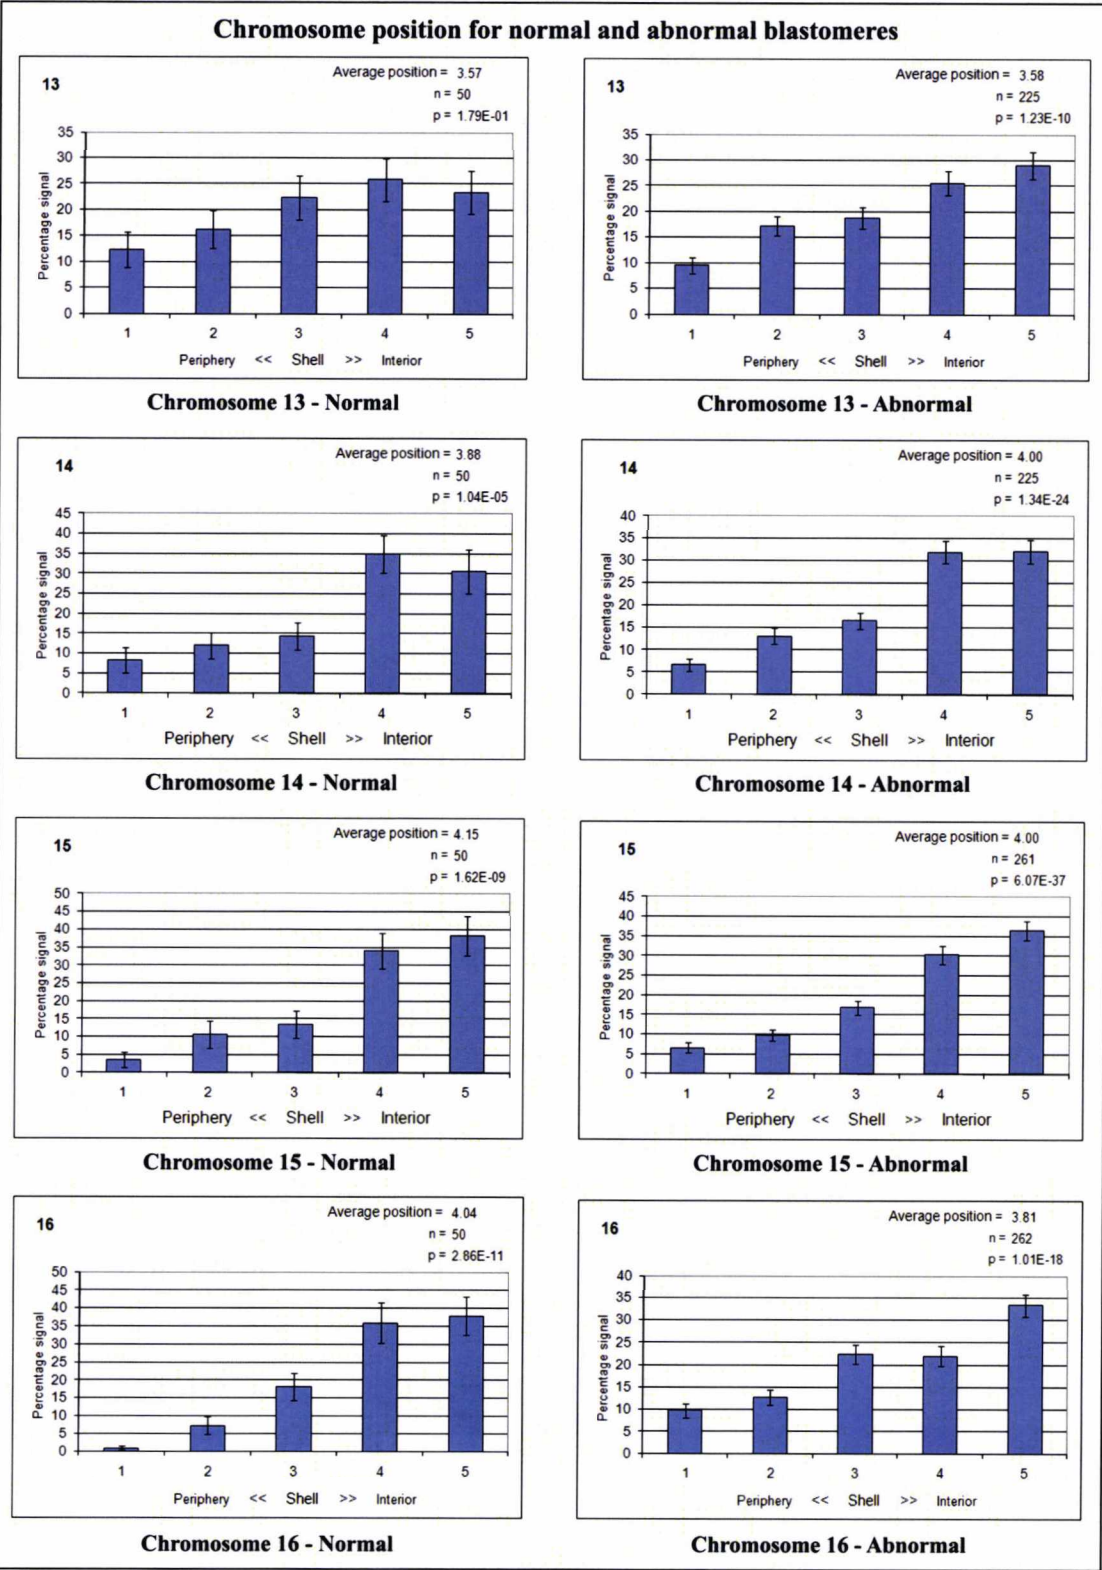 Chromosome position for normal and abnormal blastomeres
13
Average position = 3.57
n = 50
p = 1.79E-01
Percentage signal
35
30
25
20
15
10
5
0
1 2 3 4 5
Periphery << Shell >> Interior
Chromosome 13 - Normal
13
Average position = 3.58
n = 225
p = 1.23E-10
Percentage signal
35
30
25
20
15
10
5
0
1 2 3 4 5
Periphery << Shell >> Interior
Chromosome 13 - Abnormal
14
Average position = 3.88
n = 50
p = 1.04E-05
Percentage signal
45
40
35
30
25
20
15
10
5
0
1 2 3 4 5
Periphery << Shell >> Interior
Chromosome 14 - Normal
14
Average position = 4.00
n = 225
p = 1.34E-24
Percentage signal
40
35
30
25
20
15
10
5
0
1 2 3 4 5
Periphery << Shell >> Interior
Chromosome 14 - Abnormal
15
Average position = 4.15
n = 50
p = 1.62E-09
Percentage signal
50
45
40
35
30
25
20
15
10
5
0
1 2 3 4 5
Periphery << Shell >> Interior
Chromosome 15 - Normal
15
Average position = 4.00
n = 261
p = 6.07E-37
Percentage signal
45
40
35
30
25
20
15
10
5
0
1 2 3 4 5
Periphery << Shell >> Interior
Chromosome 15 - Abnormal
16
Average position = 4.04
n = 50
p = 2.86E-11
Percentage signal
50
45
40
35
30
25
20
15
10
5
0
1 2 3 4 5
Periphery << Shell >> Interior
Chromosome 16 - Normal
16
Average position = 3.81
n = 262
p = 1.01E-18
Percentage signal
40
35
30
25
20
15
10
5
0
1 2 3 4 5
Periphery << Shell >> Interior
Chromosome 16 - Abnormal